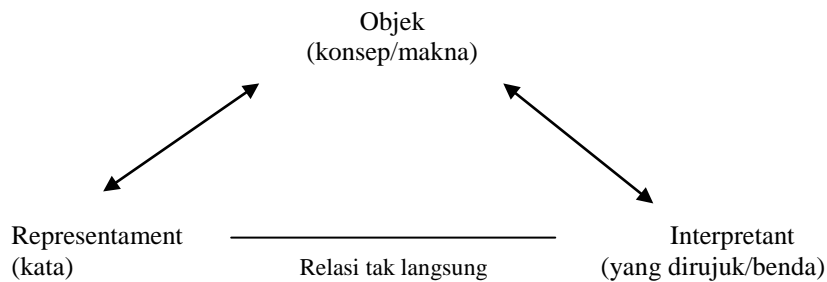 Objek
(konsep/makna)
Representament
Interpretant
(kata)
Relasi tak langsung
(yang dirujuk/benda)